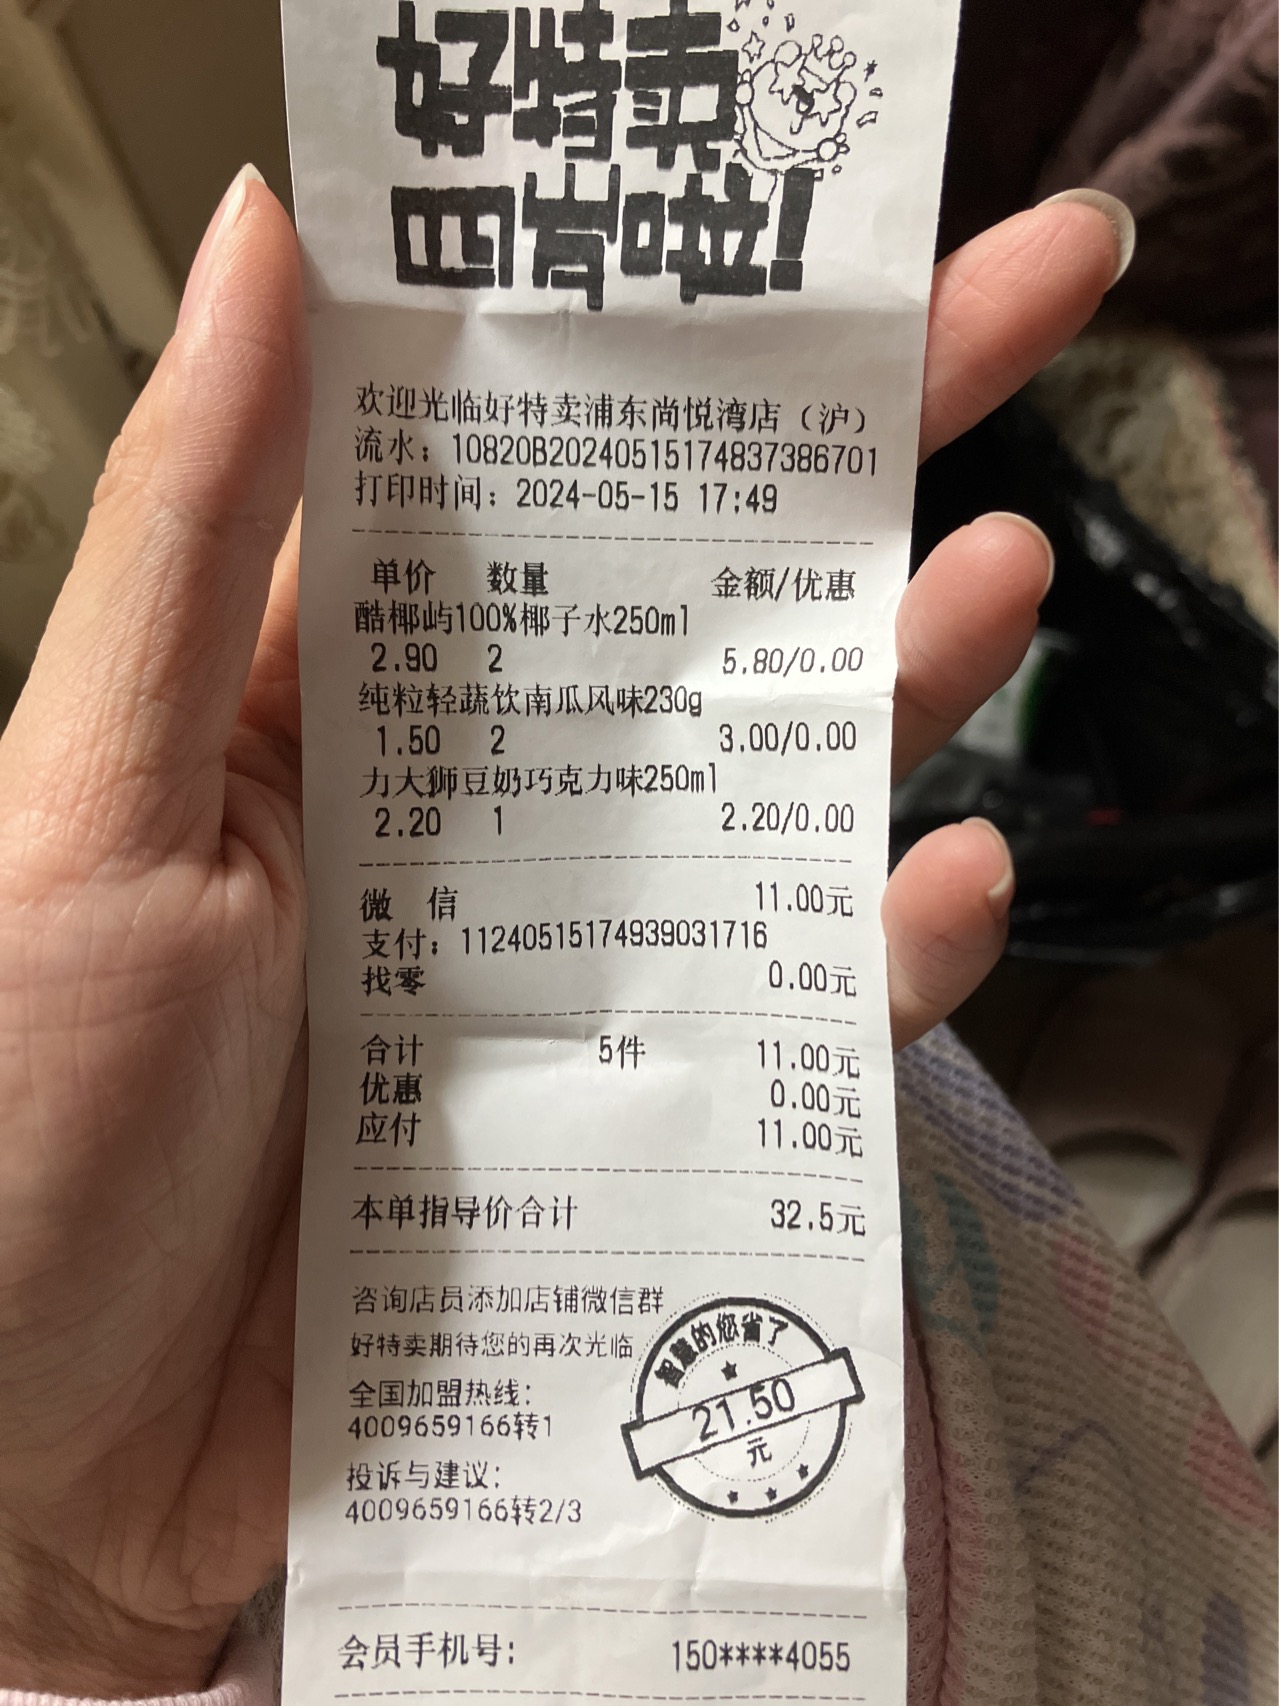 好特卖
四岁啦!
欢迎光临好特卖浦东尚悦湾店（沪）
流水：10820B20240515174837386701
打印时间：2024-05-15 17:49
单价 数量 金额/优惠
酷椰屿100%椰子水250ml
2.90 2 5.80/0.00
纯粒轻蔬饮南瓜风味230g
1.50 2 3.00/0.00
力大狮豆奶巧克力味250ml
2.20 1 2.20/0.00
微 信 11.00元
支付：11240515174939031716
找零 0.00元
合计 5件 11.00元
优惠 0.00元
应付 11.00元
本单指导价合计 32.5元
咨询店员添加店铺微信群
好特卖期待您的再次光临
全国加盟热线：
4009659166转1
投诉与建议：
4009659166转2/3
智慧的您省了
21.50
元
会员手机号： 150****4055